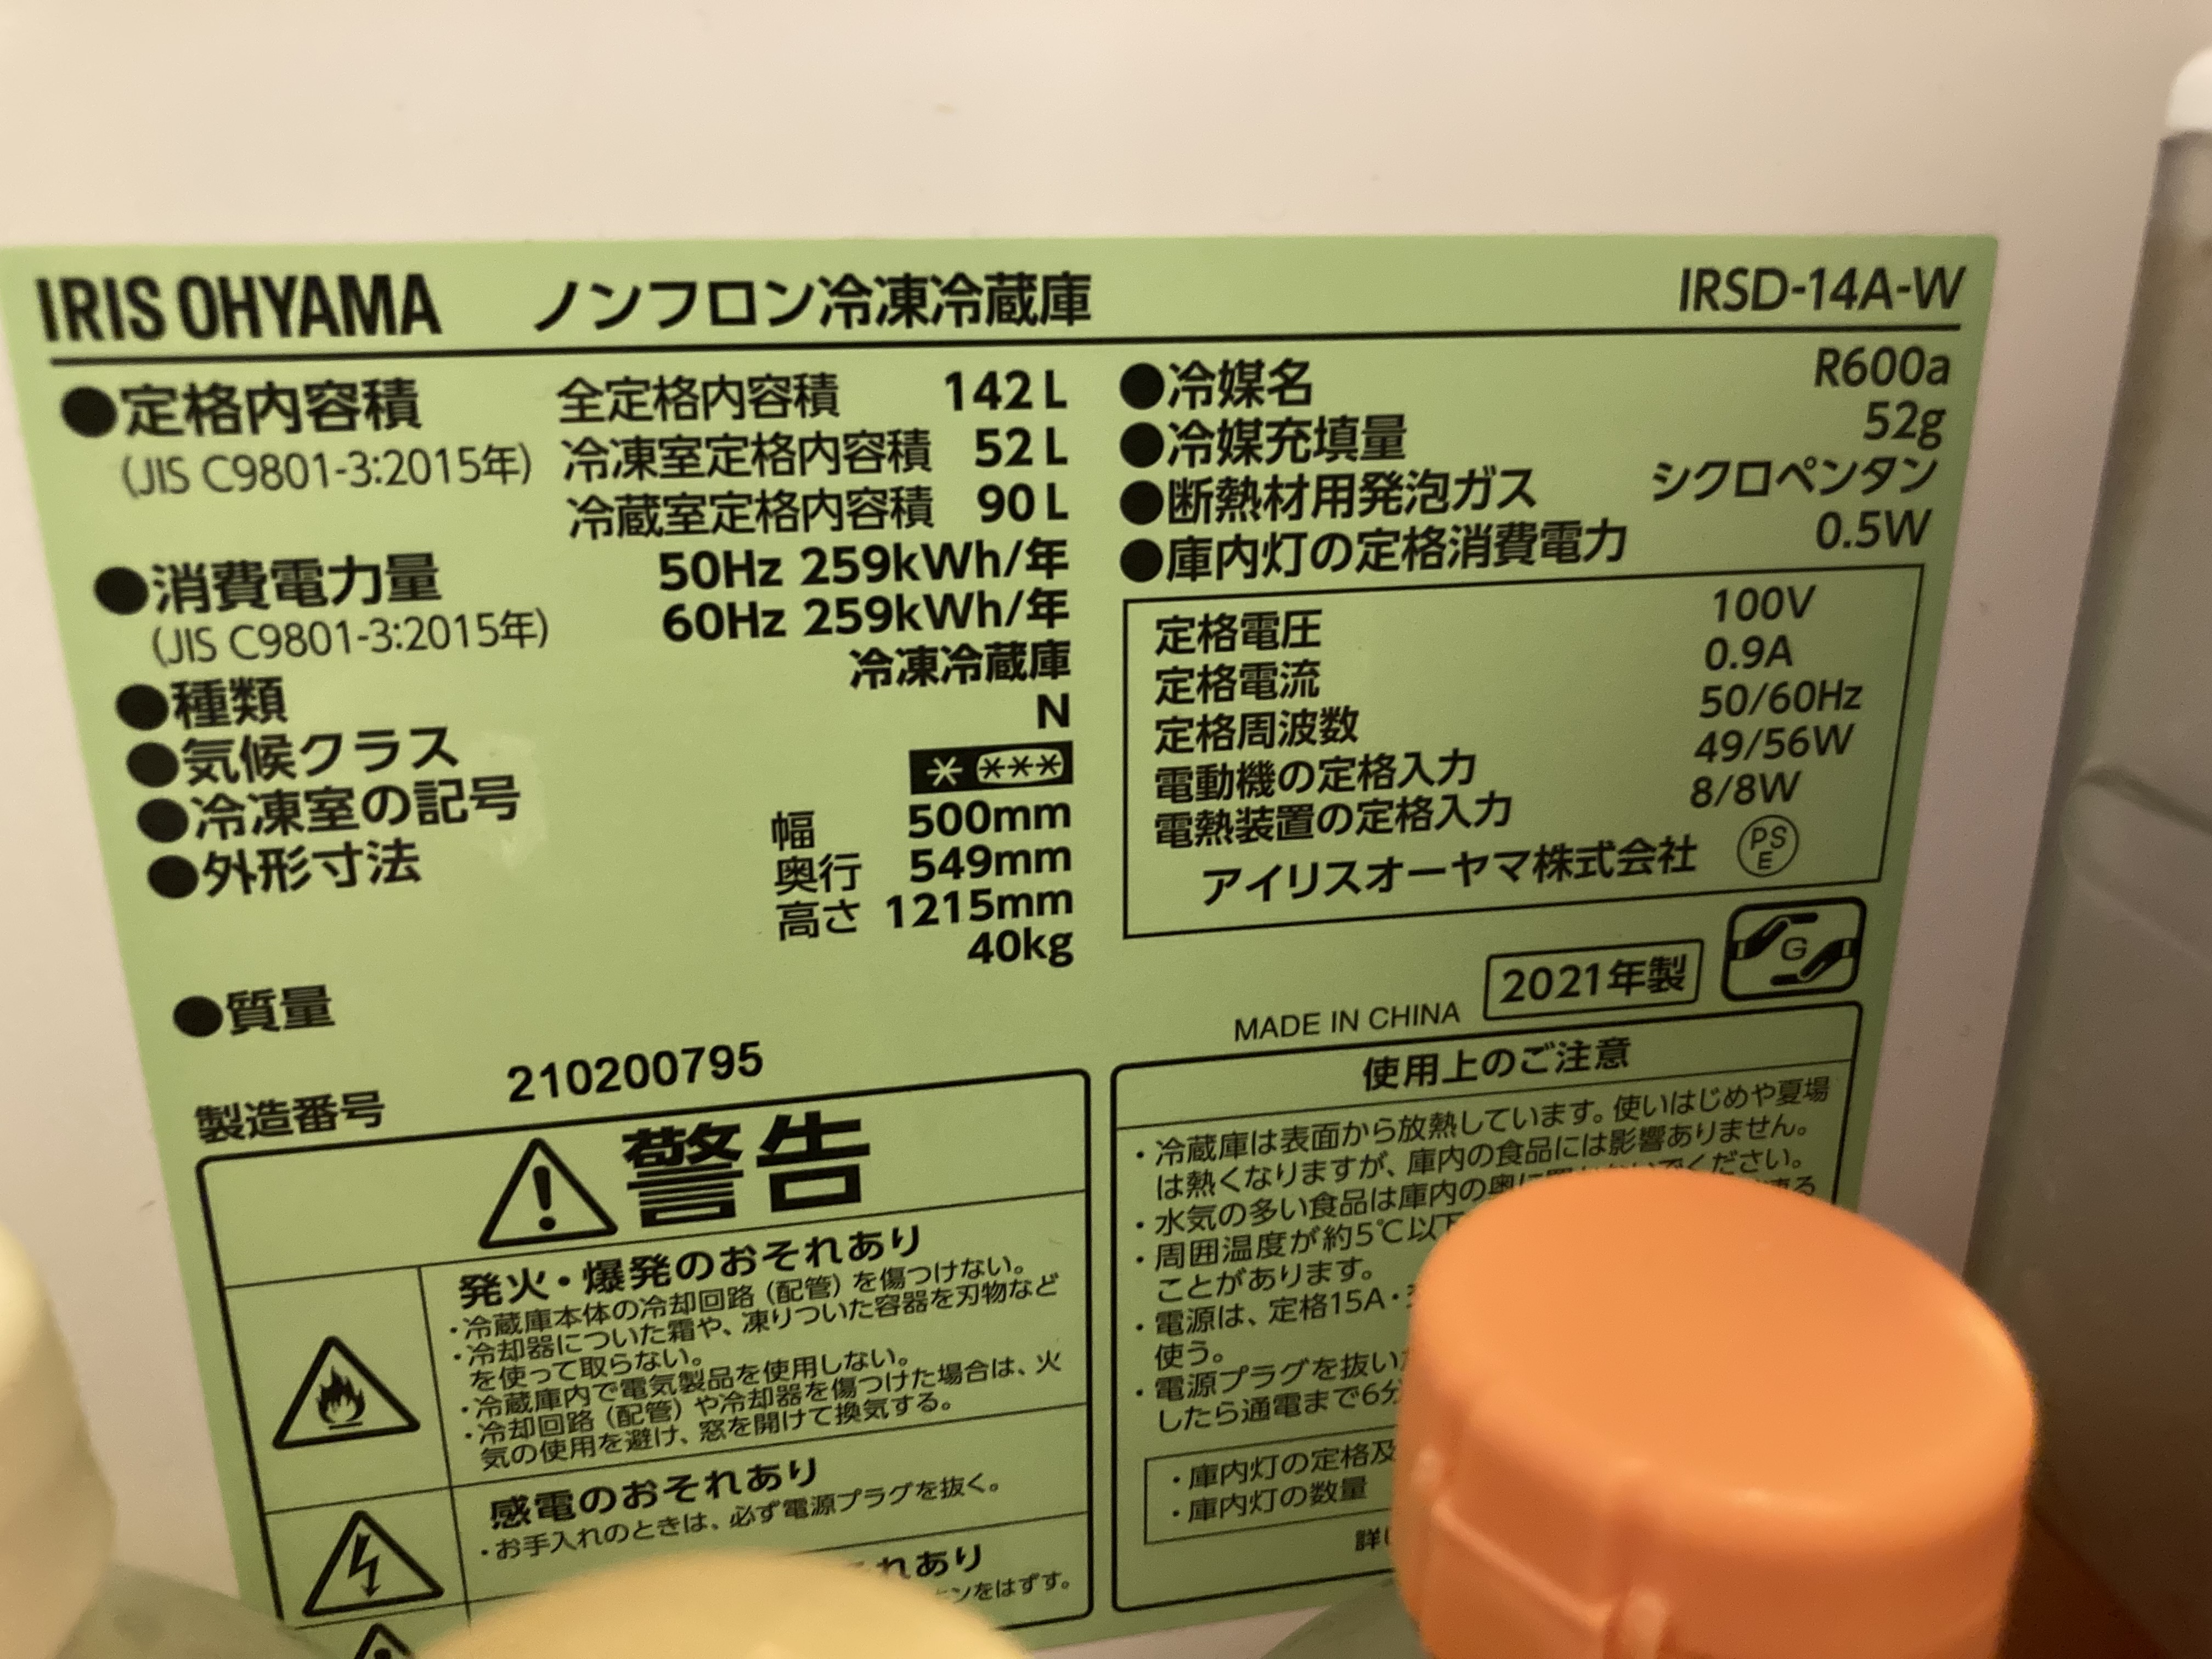 IRIS OHYAMA ノンフロン冷凍冷蔵庫 IRSD-14A-W
●定格内容積 全定格内容積 142L
(JIS C9801-3:2015年) 冷凍室定格内容積 52L
冷蔵室定格内容積 90L
●消費電力量 50Hz 259kWh/年
(JIS C9801-3:2015年) 60Hz 259kWh/年
●種類 冷凍冷蔵庫
●気候クラス N
●冷凍室の記号
●外形寸法 幅 500mm
奥行 549mm
高さ 1215mm
●質量 40kg
製造番号 210200795
●冷媒名 R600a
●冷媒充填量 52g
●断熱材用発泡ガス シクロペンタン
●庫内灯の定格消費電力 0.5W
定格電圧 100V
定格電流 0.9A
定格周波数 50/60Hz
電動機の定格入力 49/56W
電熱装置の定格入力 8/8W
アイリスオーヤマ株式会社 PSE
MADE IN CHINA 2021年製 G
警告
発火・爆発のおそれあり
・冷蔵庫本体の冷却回路(配管)を傷つけない。
・冷却器についた霜や、凍りついた容器を刃物など
を使って取らない。
・冷蔵庫内で電気製品を使用しない。
・冷却回路(配管)や冷却器を傷つけた場合は、火
気の使用を避け、窓を開けて換気する。
感電のおそれあり
・お手入れのときは、必ず電源プラグを抜く。
れあり
をはずす。
使用上のご注意
・冷蔵庫は表面から放熱しています。使いはじめや夏場
は熱くなりますが、庫内の食品には影響ありません。
・水気の多い食品は庫内の奥に でください。
・周囲温度が約5℃以下
ことがあります。
・電源は、定格15A・
使う。
・電源プラグを抜い
したら通電まで6分
・庫内灯の定格及
・庫内灯の数量
詳